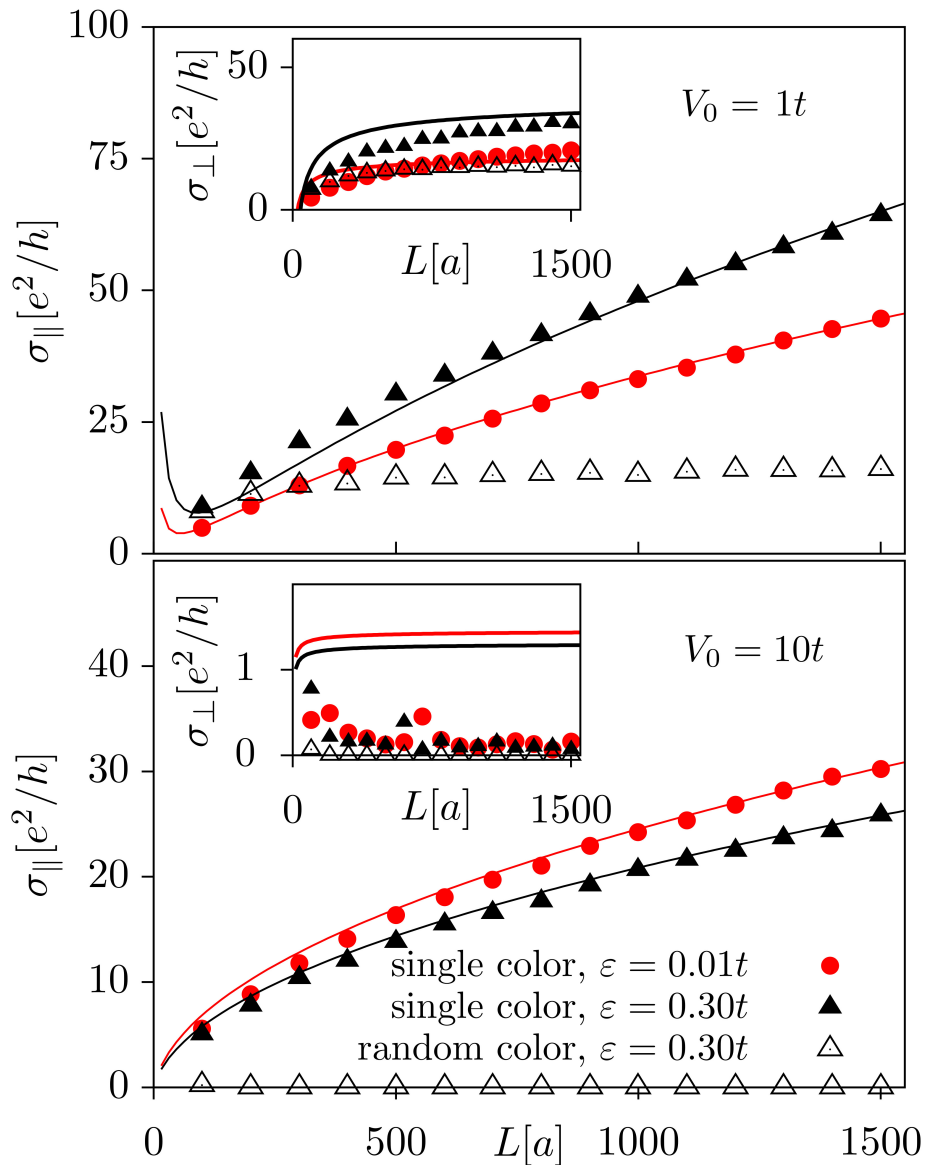 100
75
50
25
0
σ∥[e²/h]
V₀ = 1t
50
0
σ⊥[e²/h]
0 L[a] 1500
40
30
20
10
0
σ∥[e²/h]
V₀ = 10t
1
0
σ⊥[e²/h]
0 L[a] 1500
single color, ε = 0.01t
single color, ε = 0.30t
random color, ε = 0.30t
0 500 L[a] 1000 1500